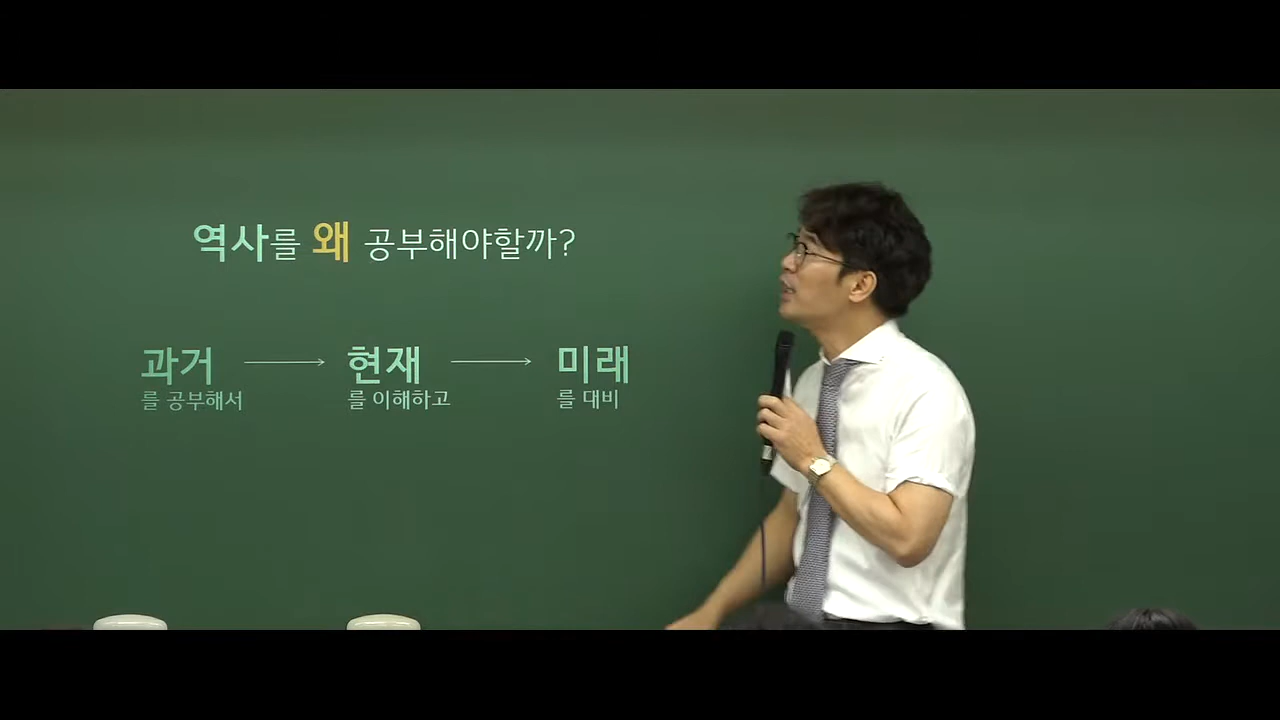 역사를 왜 공부해야할까?
과거 → 현재 → 미래
를 공부해서 를 이해하고 를 대비